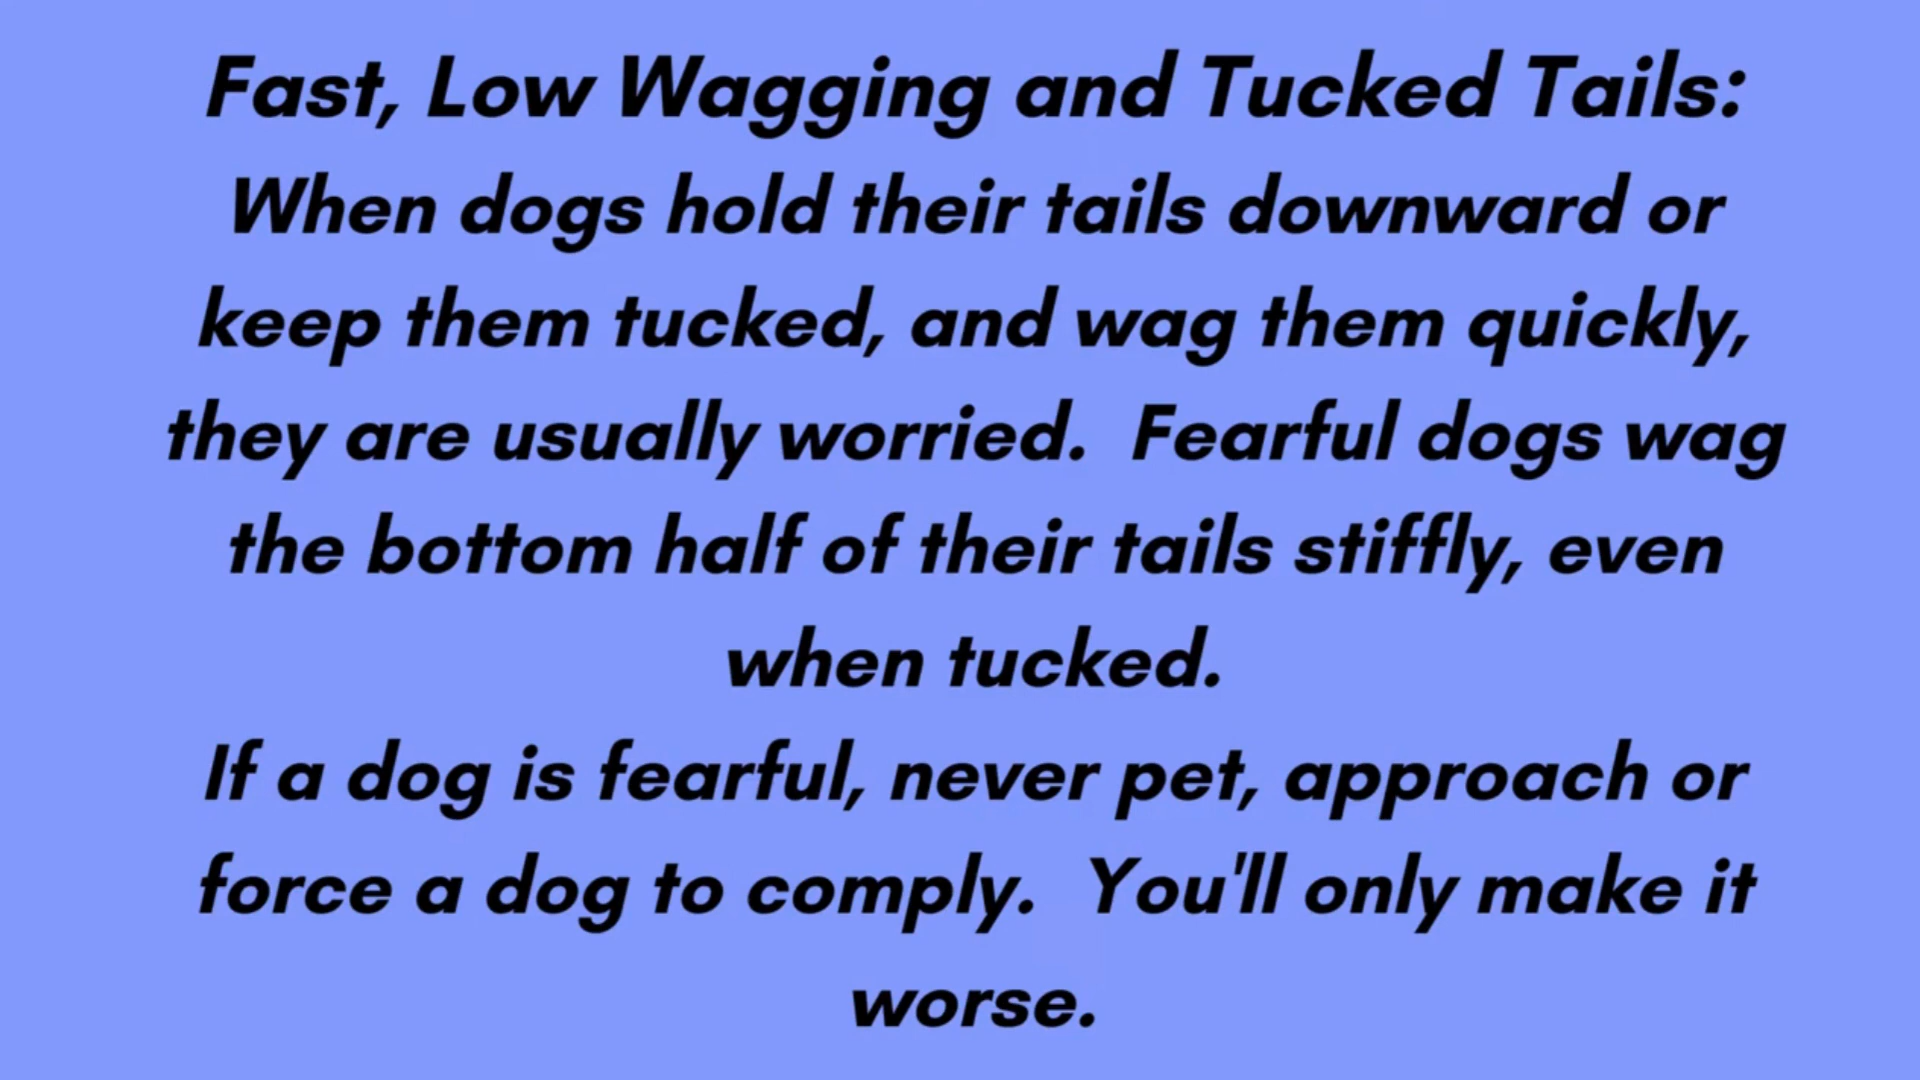 Fast, Low Wagging and Tucked Tails:
When dogs hold their tails downward or
keep them tucked, and wag them quickly,
they are usually worried.  Fearful dogs wag
the bottom half of their tails stiffly, even
when tucked.
If a dog is fearful, never pet, approach or
force a dog to comply.  You'll only make it
worse.